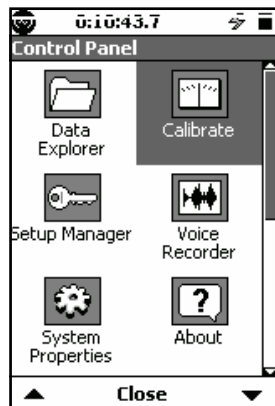 0:10:43.7
Control Panel
Data Explorer
Calibrate
Setup Manager
Voice Recorder
System Properties
About
Close